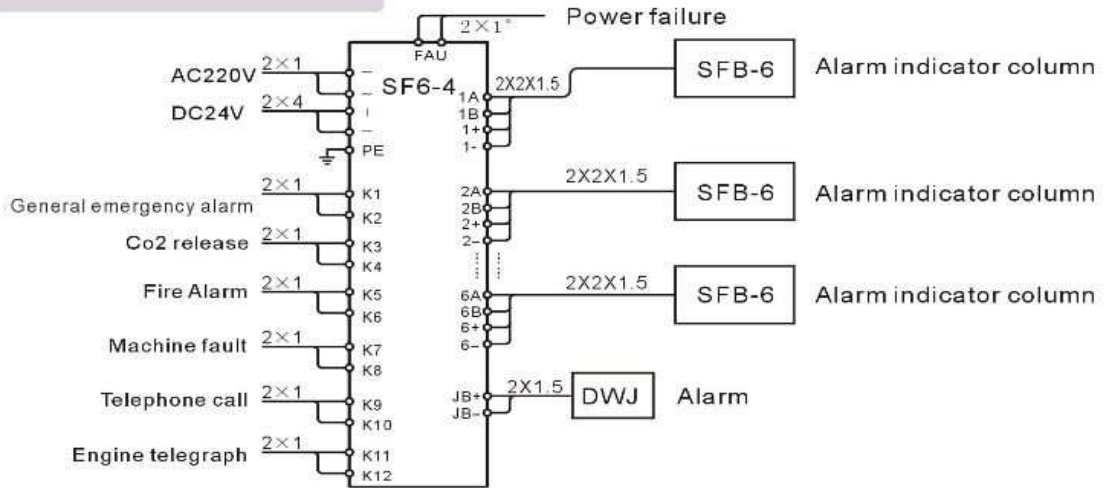 2×1° Power failure
FAU
AC220V 2×1
DC24V 2×4
SF6-4
PE
General emergency alarm 2×1 K1
K2
Co2 release 2×1 K3
K4
Fire Alarm 2×1 K5
K6
Machine fault 2×1 K7
K8
Telephone call 2×1 K9
K10
Engine telegraph 2×1 K11
K12
1A 2X2X1.5 SFB-6 Alarm indicator column
1B
1+
1-
2A 2X2X1.5 SFB-6 Alarm indicator column
2B
2+
2-
6A 2X2X1.5 SFB-6 Alarm indicator column
6B
6+
6-
JB+ 2X1.5 DWJ Alarm
JB-